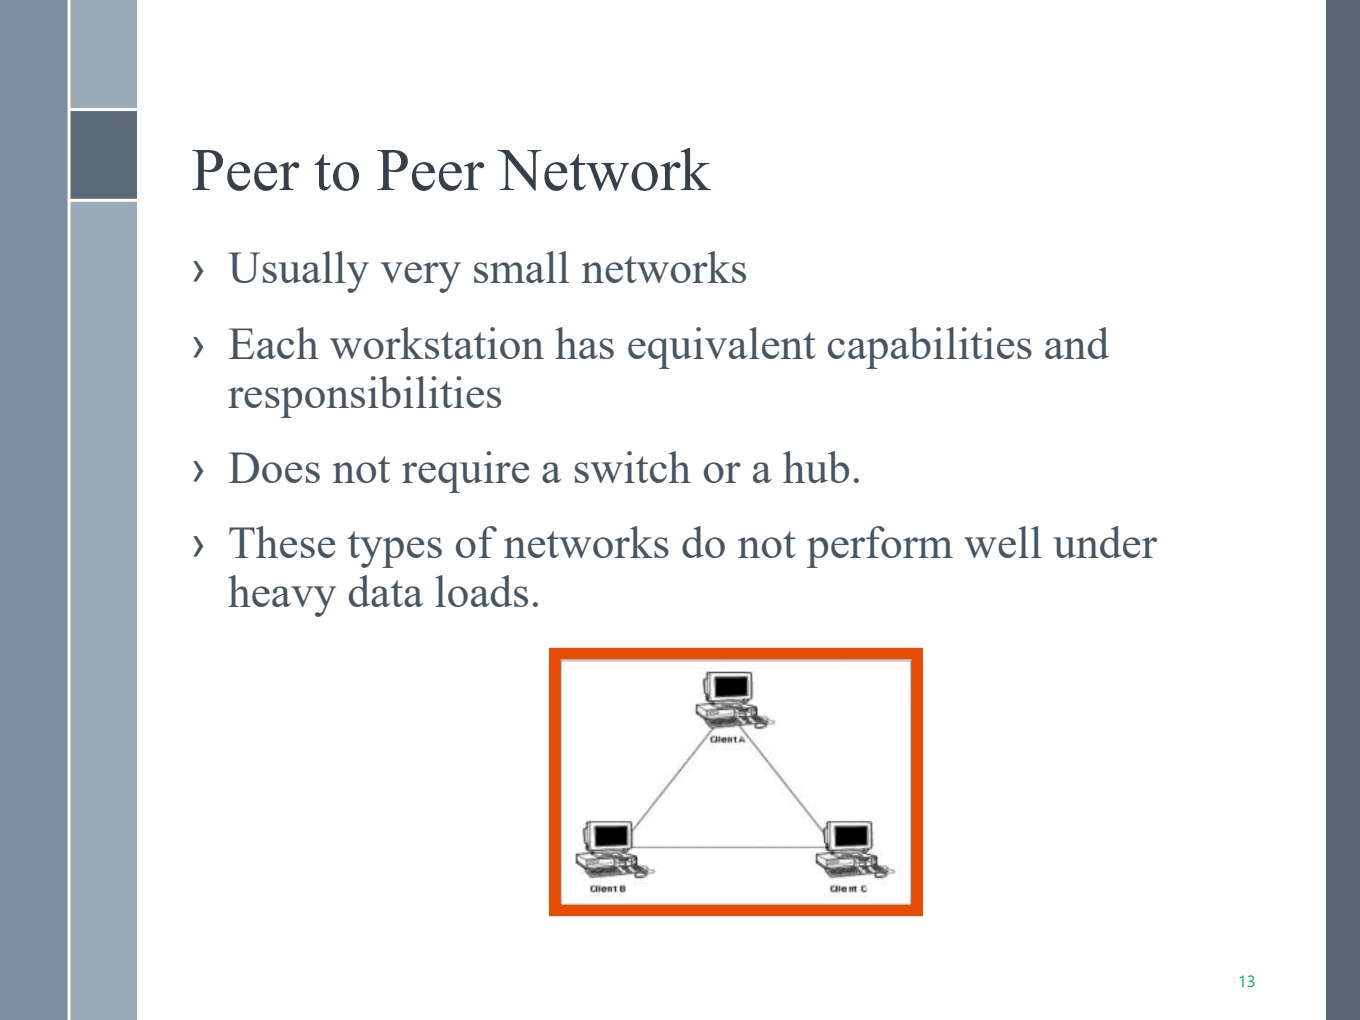 Peer to Peer Network
› Usually very small networks
› Each workstation has equivalent capabilities and
responsibilities
› Does not require a switch or a hub.
› These types of networks do not perform well under
heavy data loads.
Client A
Client B
Client C
13